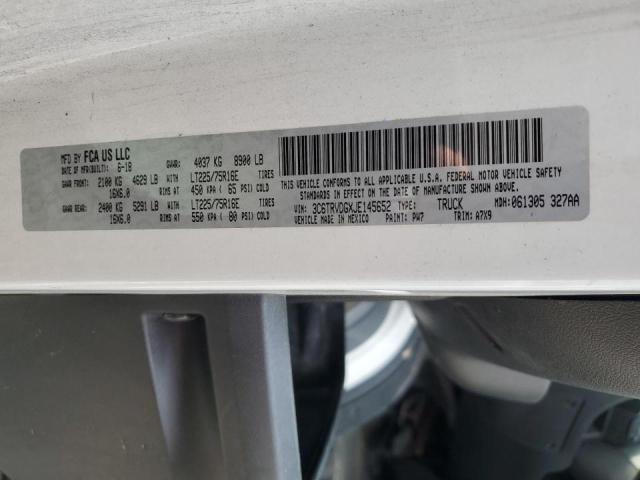 MFD BY FCA US LLC
DATE OF MFR(BUILT): 6-18 GVWR: 4037 KG 8900 LB
GAWR FRONT: 2100 KG 4629 LB LT225/75R16E TIRE
16X6.0 RIMS AT 450 KPA ( 65 PSI) COLD
GAWR REAR: 2400 KG 5291 LB LT225/75R16E TIRE
16X6.0 RIMS AT 550 KPA ( 80 PSI) COLD
THIS VEHICLE CONFORMS TO ALL APPLICABLE U.S.A. FEDERAL MOTOR VEHICLE SAFETY
STANDARDS IN EFFECT ON THE DATE OF MANUFACTURE SHOWN ABOVE.
VIN: 3C6TRVDGXJE145652 TYPE: TRUCK MDH: 061305 327AA
VEHICLE MADE IN MEXICO PAINT: PW7 TRIM: A7X9